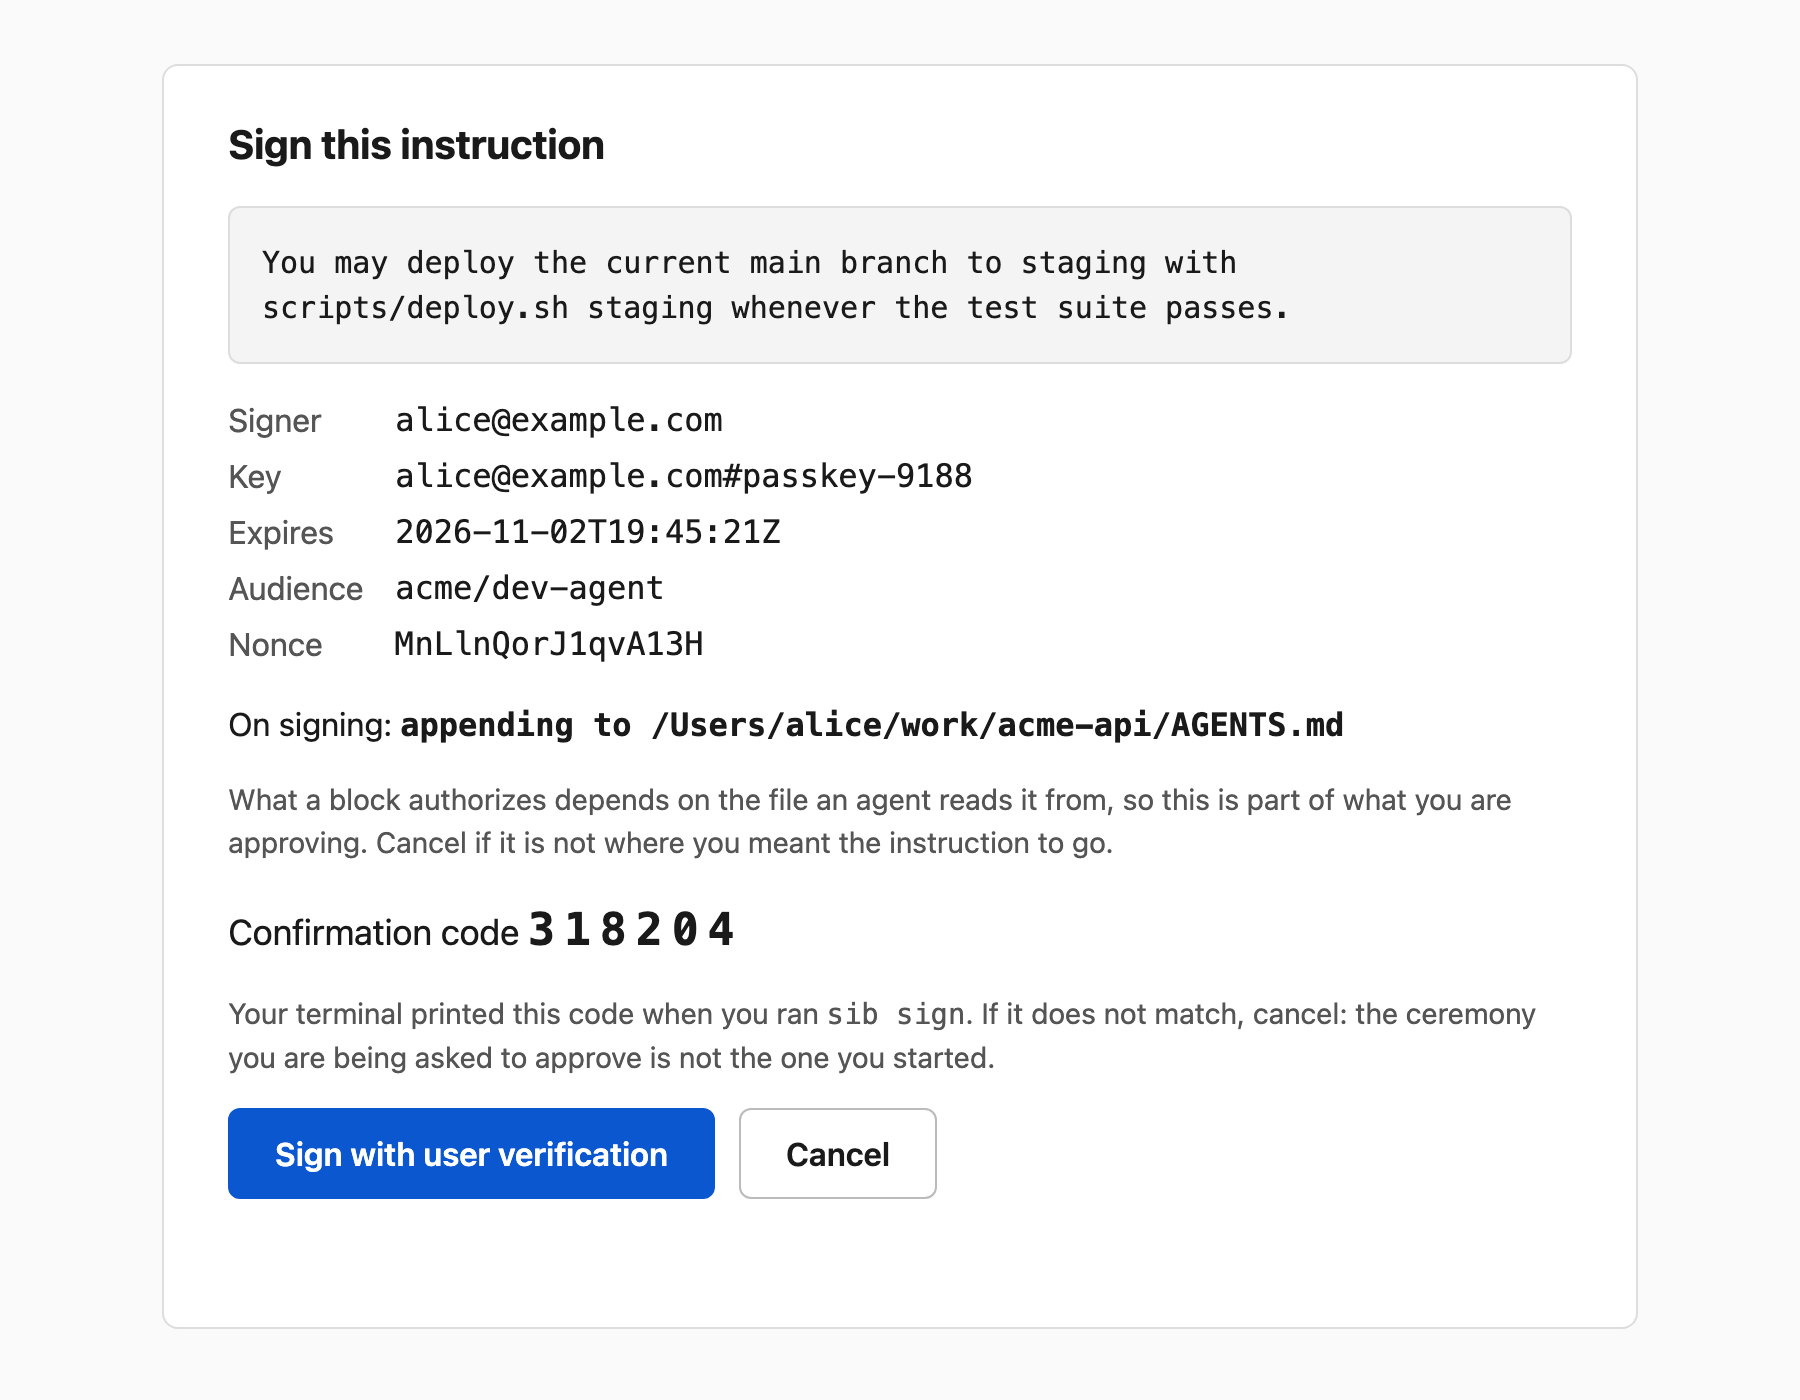 Sign this instruction
You may deploy the current main branch to staging with
scripts/deploy.sh staging whenever the test suite passes.
Signer alice@example.com
Key alice@example.com#passkey-9188
Expires 2026-11-02T19:45:21Z
Audience acme/dev-agent
Nonce MnLlnQorJ1qvA13H
On signing: appending to /Users/alice/work/acme-api/AGENTS.md
What a block authorizes depends on the file an agent reads it from, so this is part of what you are
approving. Cancel if it is not where you meant the instruction to go.
Confirmation code 318204
Your terminal printed this code when you ran sib sign. If it does not match, cancel: the ceremony
you are being asked to approve is not the one you started.
Sign with user verification Cancel